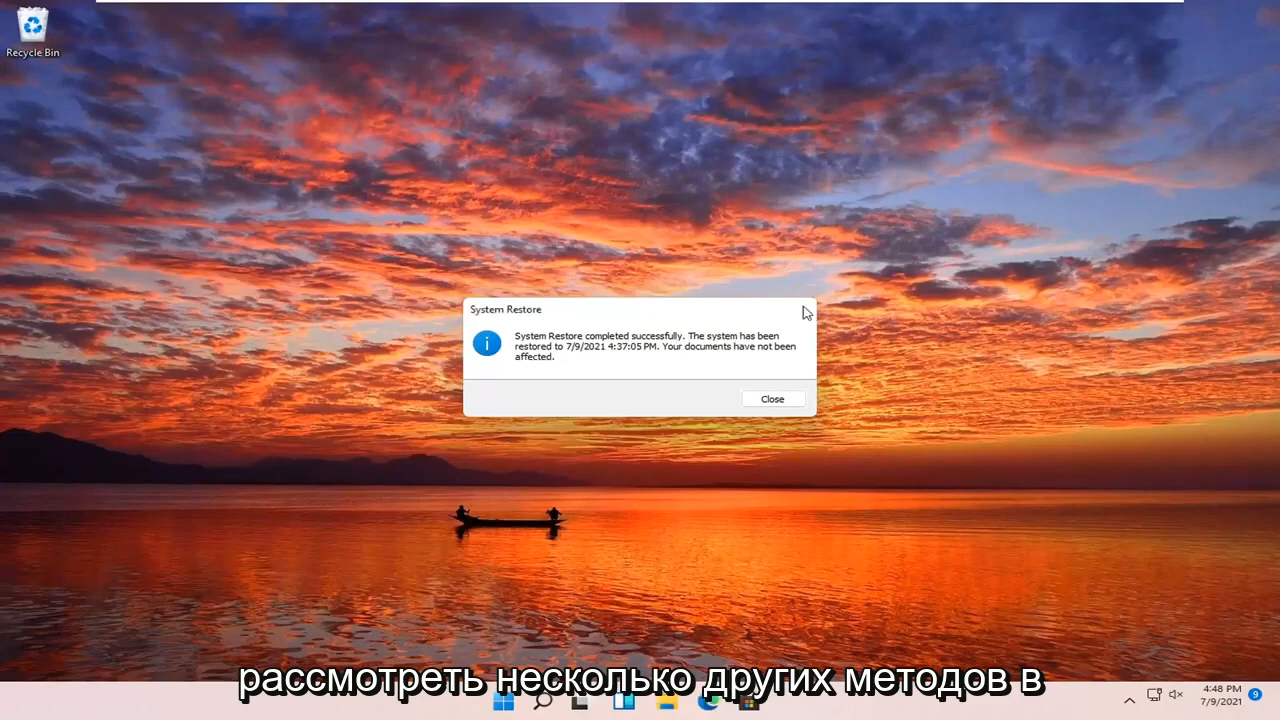 Recycle Bin
System Restore
System Restore completed successfully. The system has been
restored to 7/9/2021 4:37:05 PM. Your documents have not been
affected.
Close
рассмотреть несколько других методов в
4:48 PM
7/9/2021
9